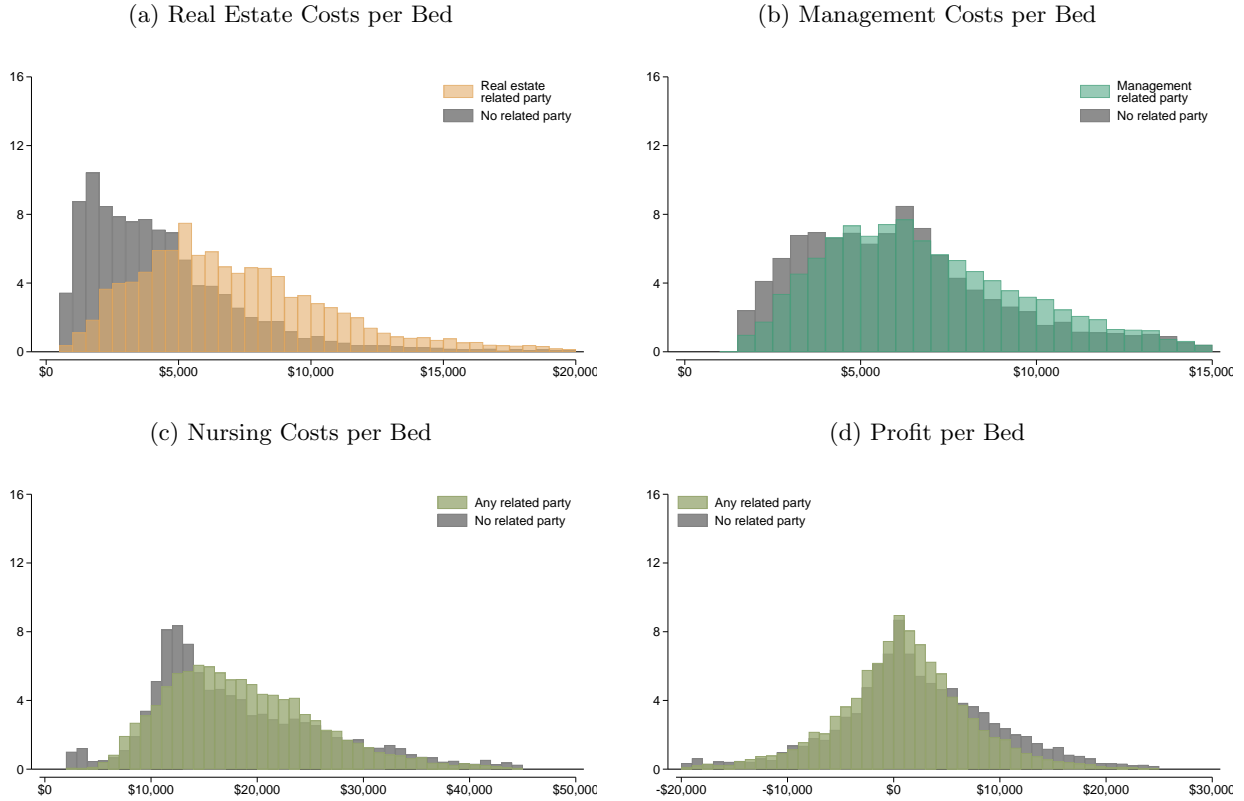 (a) Real Estate Costs per Bed
16
12
8
4
0
$0
$5,000
$10,000
$15,000
$20,000
Real estate
related party
No related party
(b) Management Costs per Bed
16
12
8
4
0
$0
$5,000
$10,000
$15,000
Management
related party
No related party
(c) Nursing Costs per Bed
16
12
8
4
0
$0
$10,000
$20,000
$30,000
$40,000
$50,000
Any related party
No related party
(d) Profit per Bed
16
12
8
4
0
-$20,000
-$10,000
$0
$10,000
$20,000
$30,000
Any related party
No related party